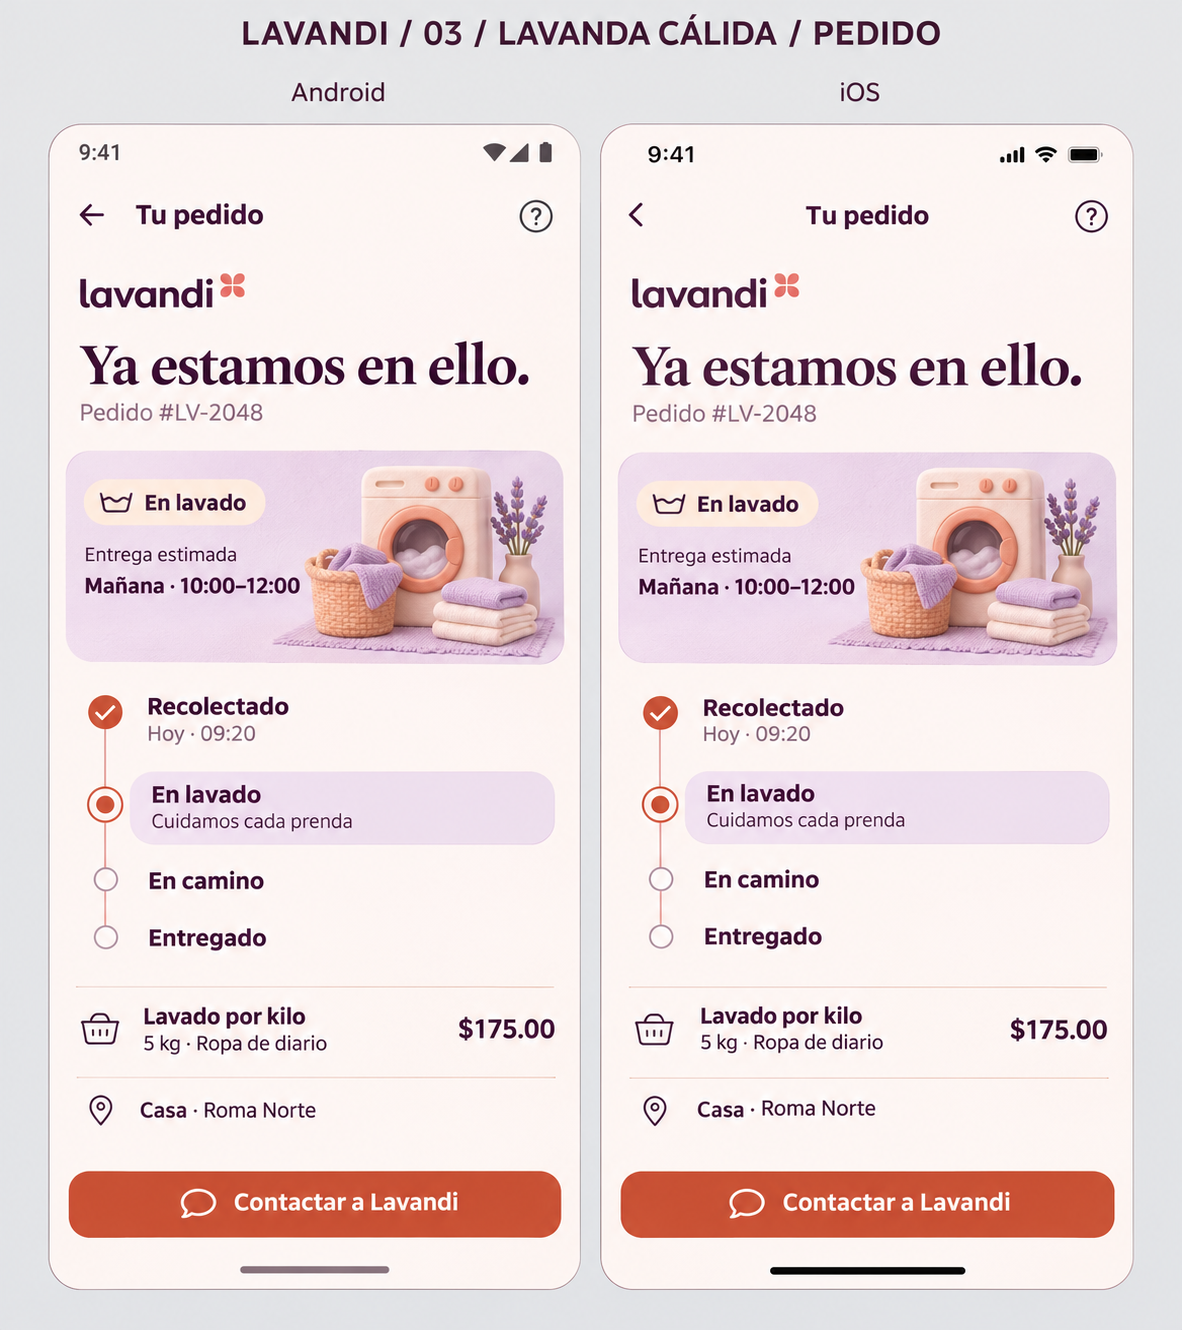 LAVANDI / 03 / LAVANDA CÁLIDA / PEDIDO
Android
9:41
Tu pedido
?
lavandi
Ya estamos en ello.
Pedido #LV-2048
En lavado
Entrega estimada
Mañana · 10:00–12:00
Recolectado
Hoy · 09:20
En lavado
Cuidamos cada prenda
En camino
Entregado
Lavado por kilo
5 kg · Ropa de diario
$175.00
Casa · Roma Norte
Contactar a Lavandi
iOS
9:41
Tu pedido
?
lavandi
Ya estamos en ello.
Pedido #LV-2048
En lavado
Entrega estimada
Mañana · 10:00–12:00
Recolectado
Hoy · 09:20
En lavado
Cuidamos cada prenda
En camino
Entregado
Lavado por kilo
5 kg · Ropa de diario
$175.00
Casa · Roma Norte
Contactar a Lavandi